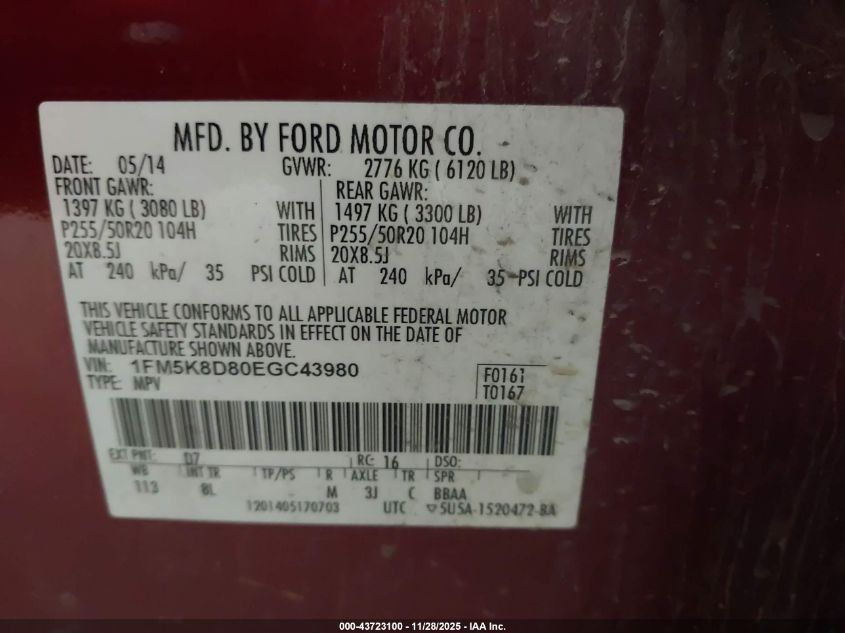 MFD. BY FORD MOTOR CO.
DATE: 05/14 GVWR: 2776 KG ( 6120 LB)
FRONT GAWR: REAR GAWR:
1397 KG ( 3080 LB) WITH 1497 KG ( 3300 LB) WITH
P255/50R20 104H TIRES P255/50R20 104H TIRES
20X8.5J RIMS 20X8.5J RIMS
AT 240 kPa/ 35 PSI COLD AT 240 kPa/ 35 PSI COLD
THIS VEHICLE CONFORMS TO ALL APPLICABLE FEDERAL MOTOR
VEHICLE SAFETY STANDARDS IN EFFECT ON THE DATE OF
MANUFACTURE SHOWN ABOVE.
VIN: 1FM5K8D80EGC43980 F0161
TYPE: MPV T0167
EXT PNT: D7 RC: 16 DSO:
WB INT TR TP/PS R AXLE TR SPR
113 8L M 3J C BBAA
1201405170703 UTC ▽5U5A-1520472-BA
000-43723100 - 11/28/2025 - IAA Inc.